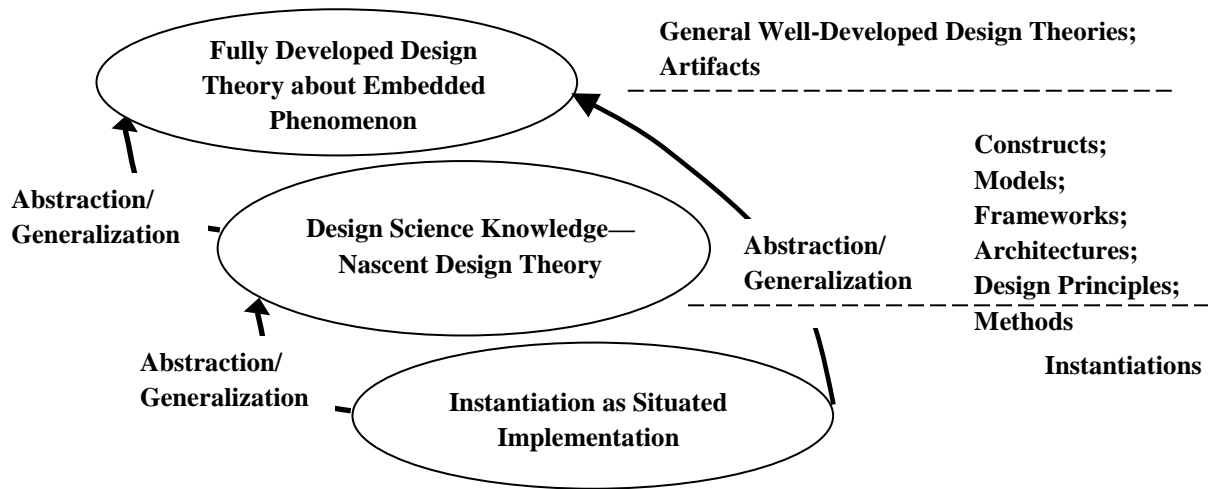 Fully Developed Design
Theory about Embedded
Phenomenon
General Well-Developed Design Theories;
Artifacts
Abstraction/
Generalization
Design Science Knowledge—
Nascent Design Theory
Abstraction/
Generalization
Constructs;
Models;
Frameworks;
Architectures;
Design Principles;
Methods
Abstraction/
Generalization
Instantiation as Situated
Implementation
Instantiations